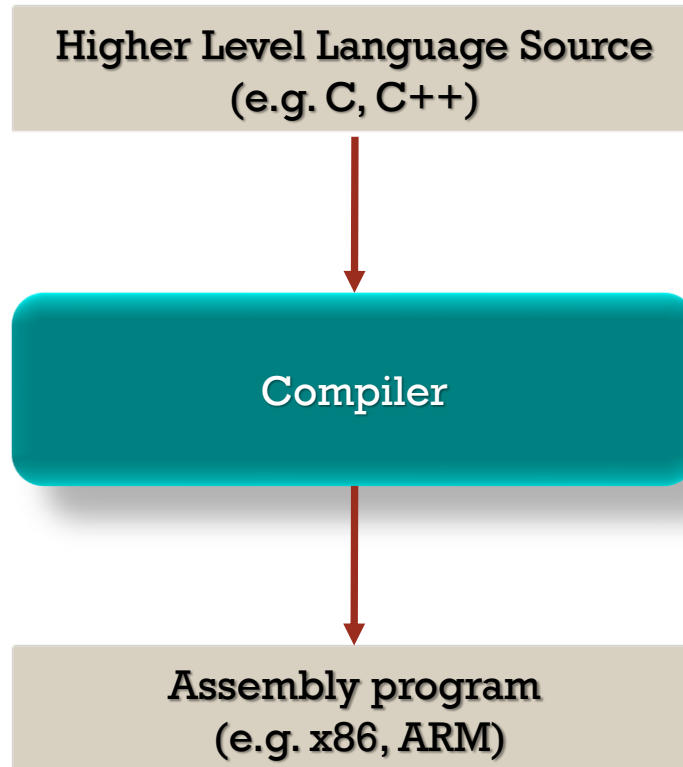 Higher Level Language Source
(e.g. C, C++)
Compiler
Assembly program
(e.g. x86, ARM)